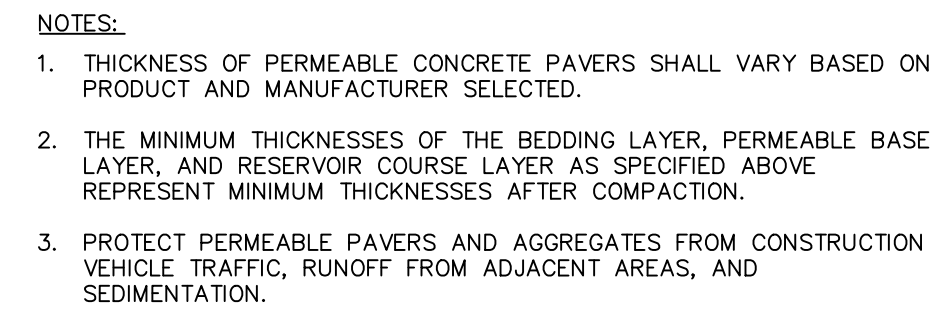 NOTES:
1. THICKNESS OF PERMEABLE CONCRETE PAVERS SHALL VARY BASED ON
PRODUCT AND MANUFACTURER SELECTED.
2. THE MINIMUM THICKNESSES OF THE BEDDING LAYER, PERMEABLE BASE
LAYER, AND RESERVOIR COURSE LAYER AS SPECIFIED ABOVE
REPRESENT MINIMUM THICKNESSES AFTER COMPACTION.
3. PROTECT PERMEABLE PAVERS AND AGGREGATES FROM CONSTRUCTION
VEHICLE TRAFFIC, RUNOFF FROM ADJACENT AREAS, AND
SEDIMENTATION.